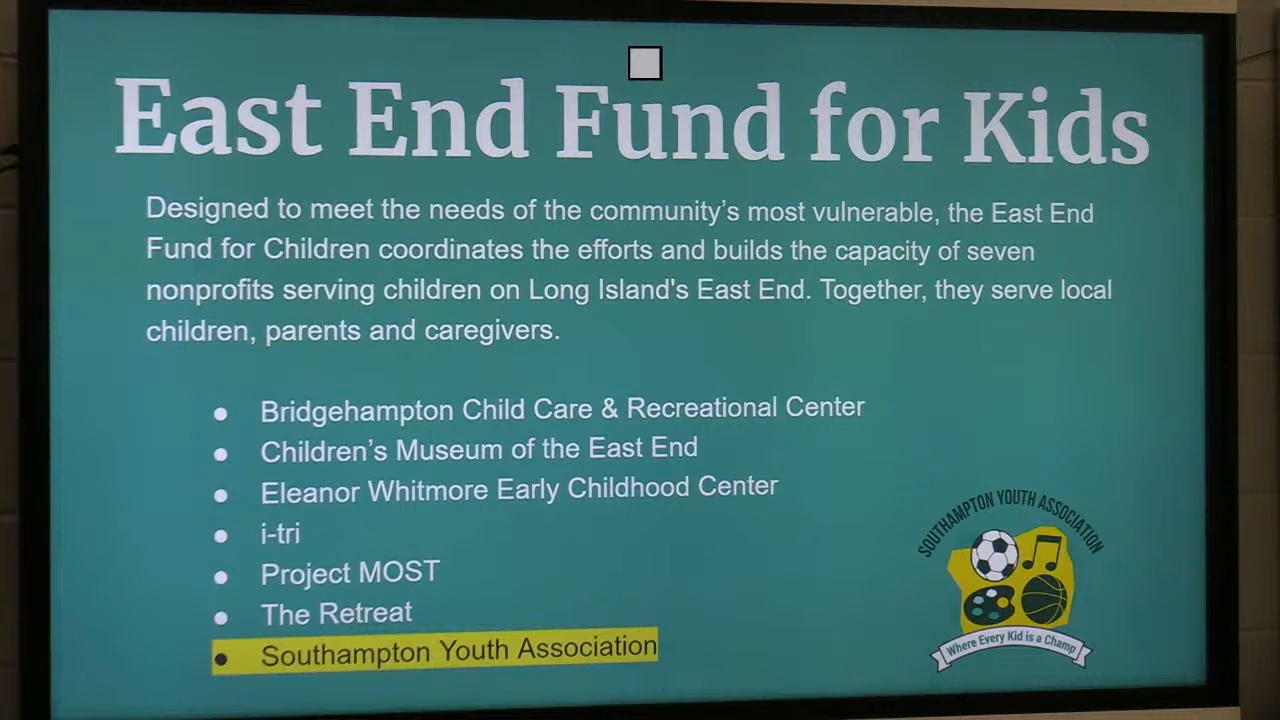 East End Fund for Kids
Designed to meet the needs of the community's most vulnerable, the East End
Fund for Children coordinates the efforts and builds the capacity of seven
nonprofits serving children on Long Island's East End. Together, they serve local
children, parents and caregivers.
● Bridgehampton Child Care & Recreational Center
● Children's Museum of the East End
● Eleanor Whitmore Early Childhood Center
● i-tri
● Project MOST
● The Retreat
● Southampton Youth Association
SOUTHAMPTON YOUTH ASSOCIATION
Where Every Kid is a Champ